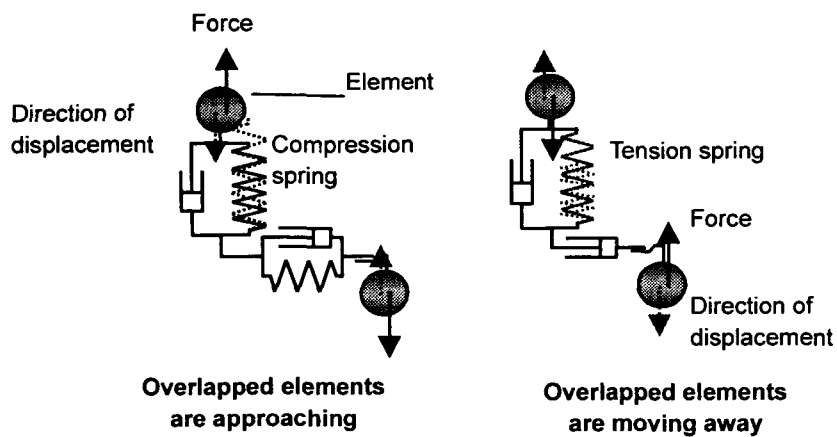 Force
Element
Direction of
displacement
Compression
spring
Overlapped elements
are approaching
Tension spring
Force
Direction of
displacement
Overlapped elements
are moving away